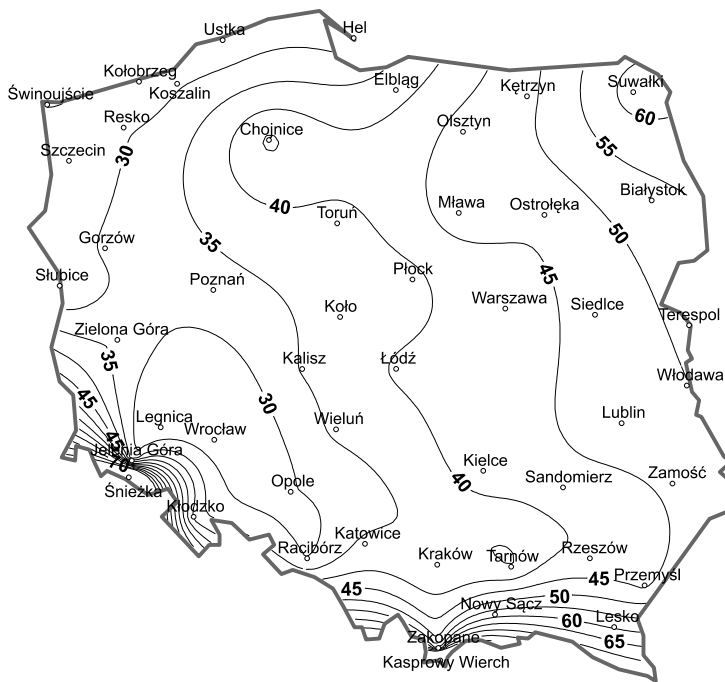 Ustka
Hel
Kołobrzeg
Elbląg
Kętrzyn
Suwałki
Świnoujście
Koszalin
60
Resko
Chojnice
Olsztyn
55
Szczecin
30
Białystok
40
Toruń
Mława
Ostrołęka
50
Gorzów
35
Słubice
Poznań
Płock
45
Koło
Warszawa
Siedlce
Terespol
Zielona Góra
35
Kalisz
Łódź
Włodawa
45
30
Legnica
Wrocław
Wieluń
Lublin
45
Jelenia Góra
70
Śnieżka
Opole
Kielce
40
Sandomierz
Zamość
Kłodzko
Racibórz
Katowice
Kraków
Tarnów
Rzeszów
45
45
Przemyśl
50
Nowy Sącz
60
Lesko
65
Zakopane
Kasprowy Wierch